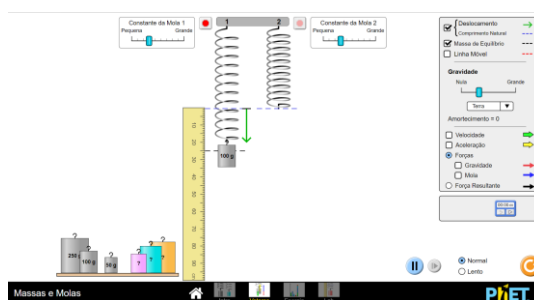 Constante da Mola 1
Pequena Grande
1
2
Constante da Mola 2
Pequena Grande
Deslocamento
Comprimento Natural
Massa de Equilíbrio
Linha Móvel
Gravidade
Nula Grande
Terra
Amortecimento = 0
Velocidade
Aceleração
Forças
Gravidade
Mola
Força Resultante
100 g
250 g
100 g
50 g
?
?
?
Normal
Lento
Massas e Molas
PhET